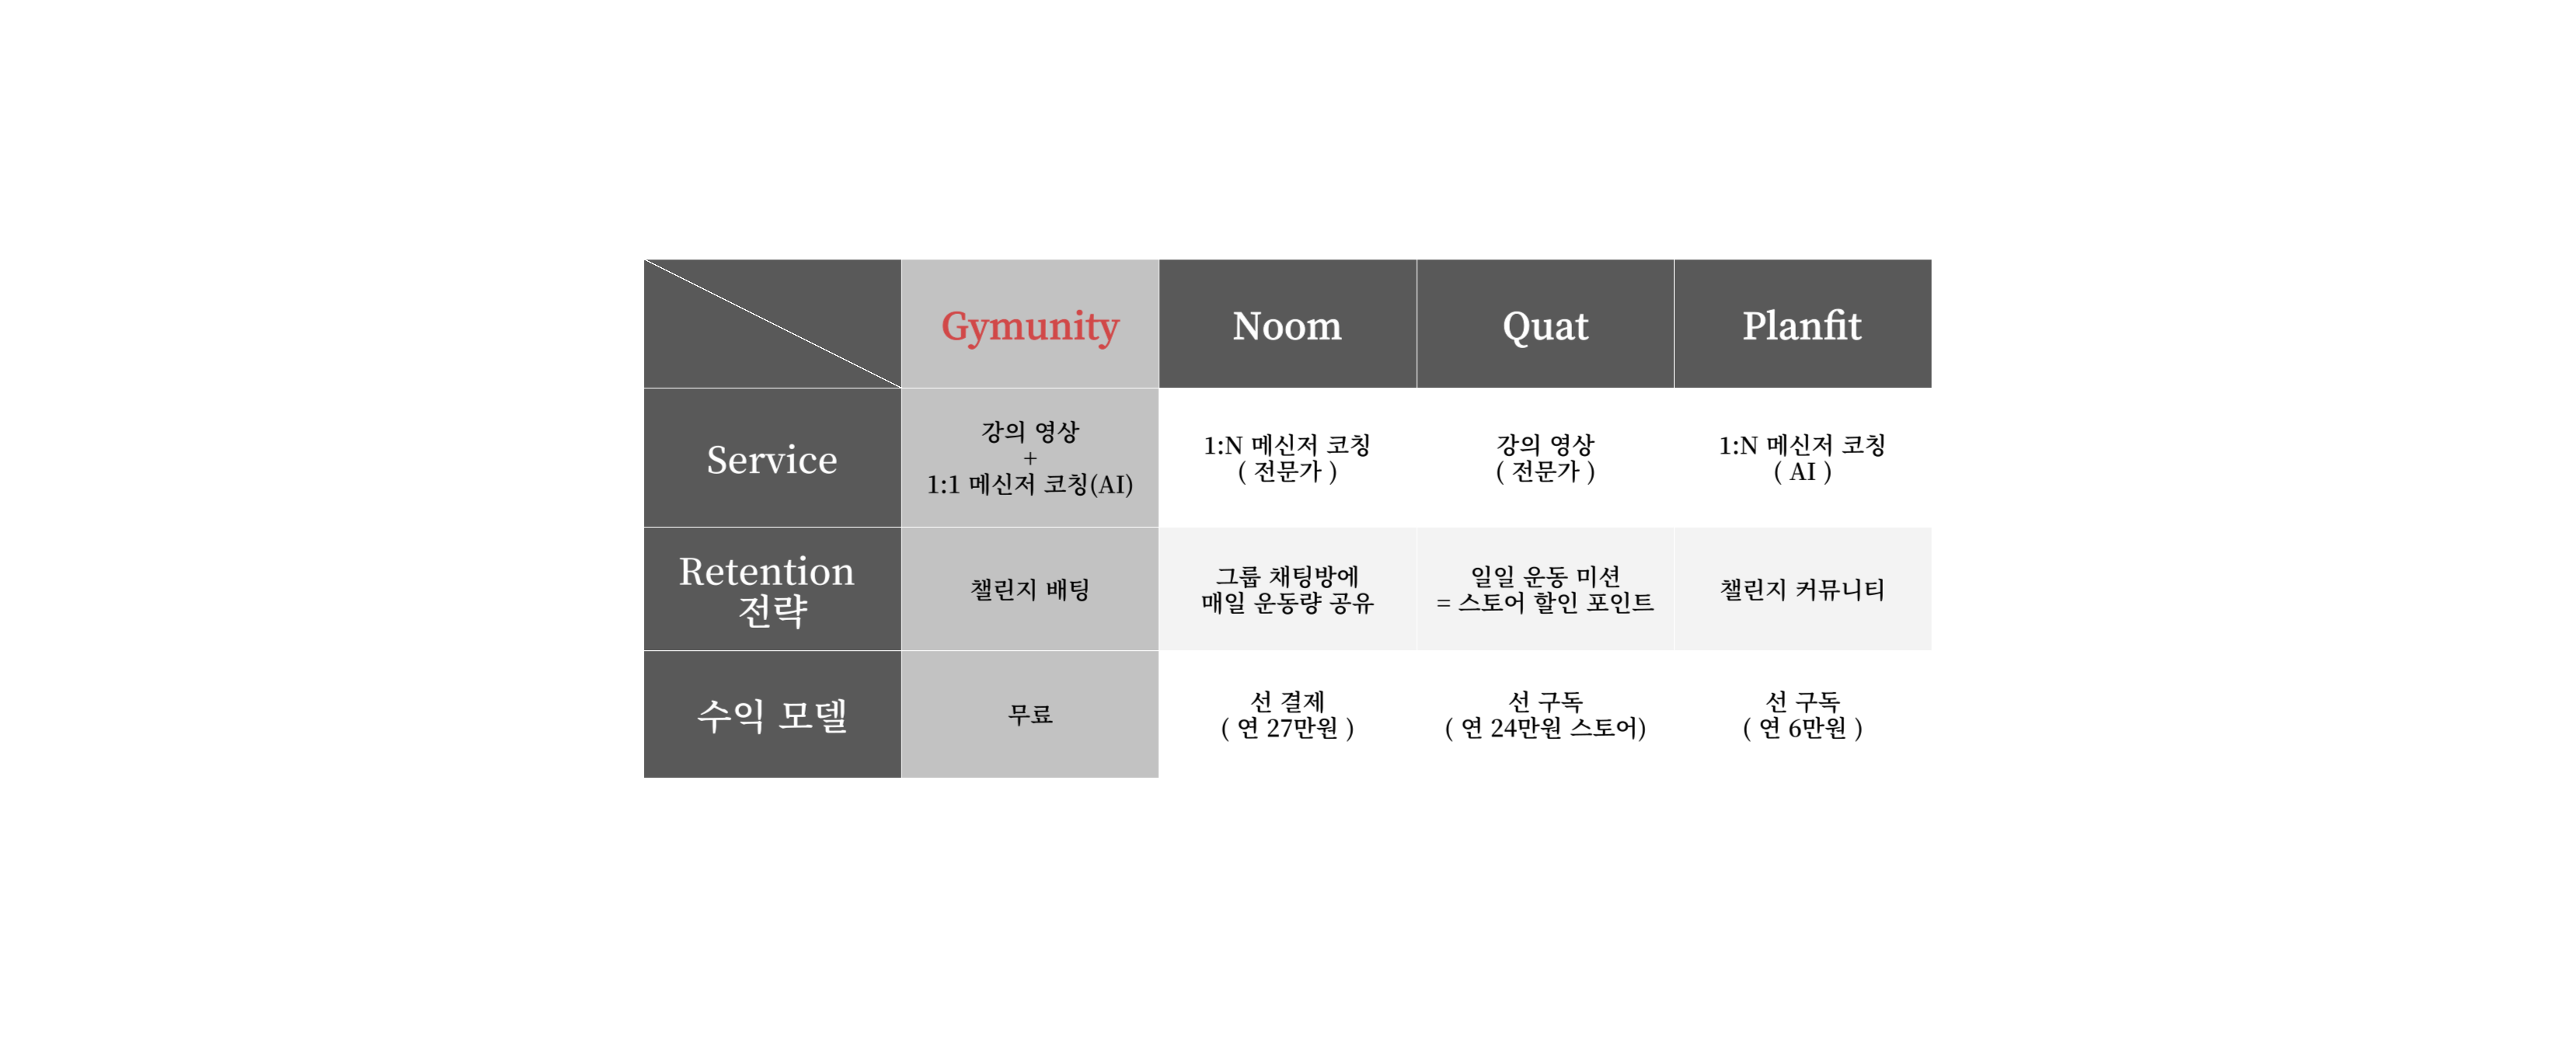 Gymunity
Noom
Quat
Planfit
Service
강의 영상
+
1:1 메신저 코칭(AI)
1:N 메신저 코칭
( 전문가 )
강의 영상
( 전문가 )
1:N 메신저 코칭
( AI )
Retention
전략
챌린지 배팅
그룹 채팅방에
매일 운동량 공유
일일 운동 미션
= 스토어 할인 포인트
챌린지 커뮤니티
수익 모델
무료
선 결제
( 연 27만원 )
선 구독
( 연 24만원 스토어)
선 구독
( 연 6만원 )